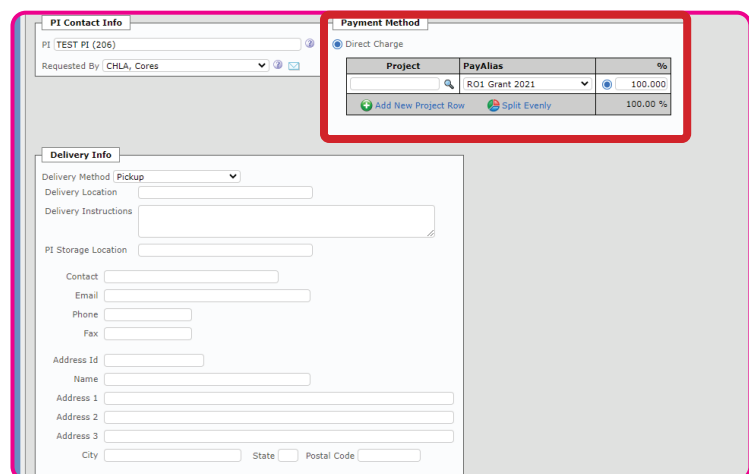 PI Contact Info
PI TEST PI (206)
Requested By CHLA, Cores
Payment Method
Direct Charge
Project PayAlias %
RO1 Grant 2021 100.000
Add New Project Row Split Evenly 100.00 %
Delivery Info
Delivery Method Pickup
Delivery Location
Delivery Instructions
PI Storage Location
Contact
Email
Phone
Fax
Address Id
Name
Address 1
Address 2
Address 3
City State Postal Code